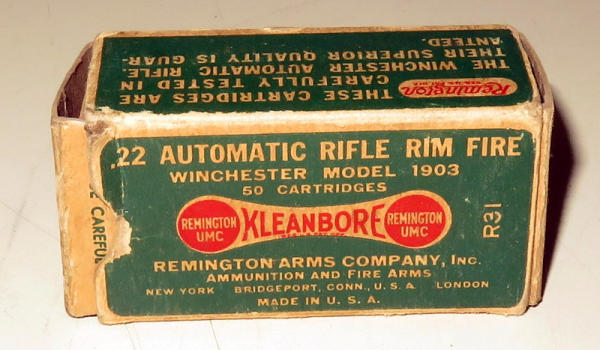 THESE CARTRIDGES ARE
CAREFULLY TESTED IN
THE WINCHESTER AUTOMATIC RIFLE.
THEIR SUPERIOR QUALITY IS GUAR-
ANTEED.
Remington
.22 AUTOMATIC RIFLE RIM FIRE
WINCHESTER MODEL 1903
50 CARTRIDGES
REMINGTON
UMC
KLEANBORE
REMINGTON
UMC
R31
REMINGTON ARMS COMPANY, INC.
AMMUNITION AND FIRE ARMS
NEW YORK BRIDGEPORT, CONN., U. S. A. LONDON
MADE IN U. S. A.